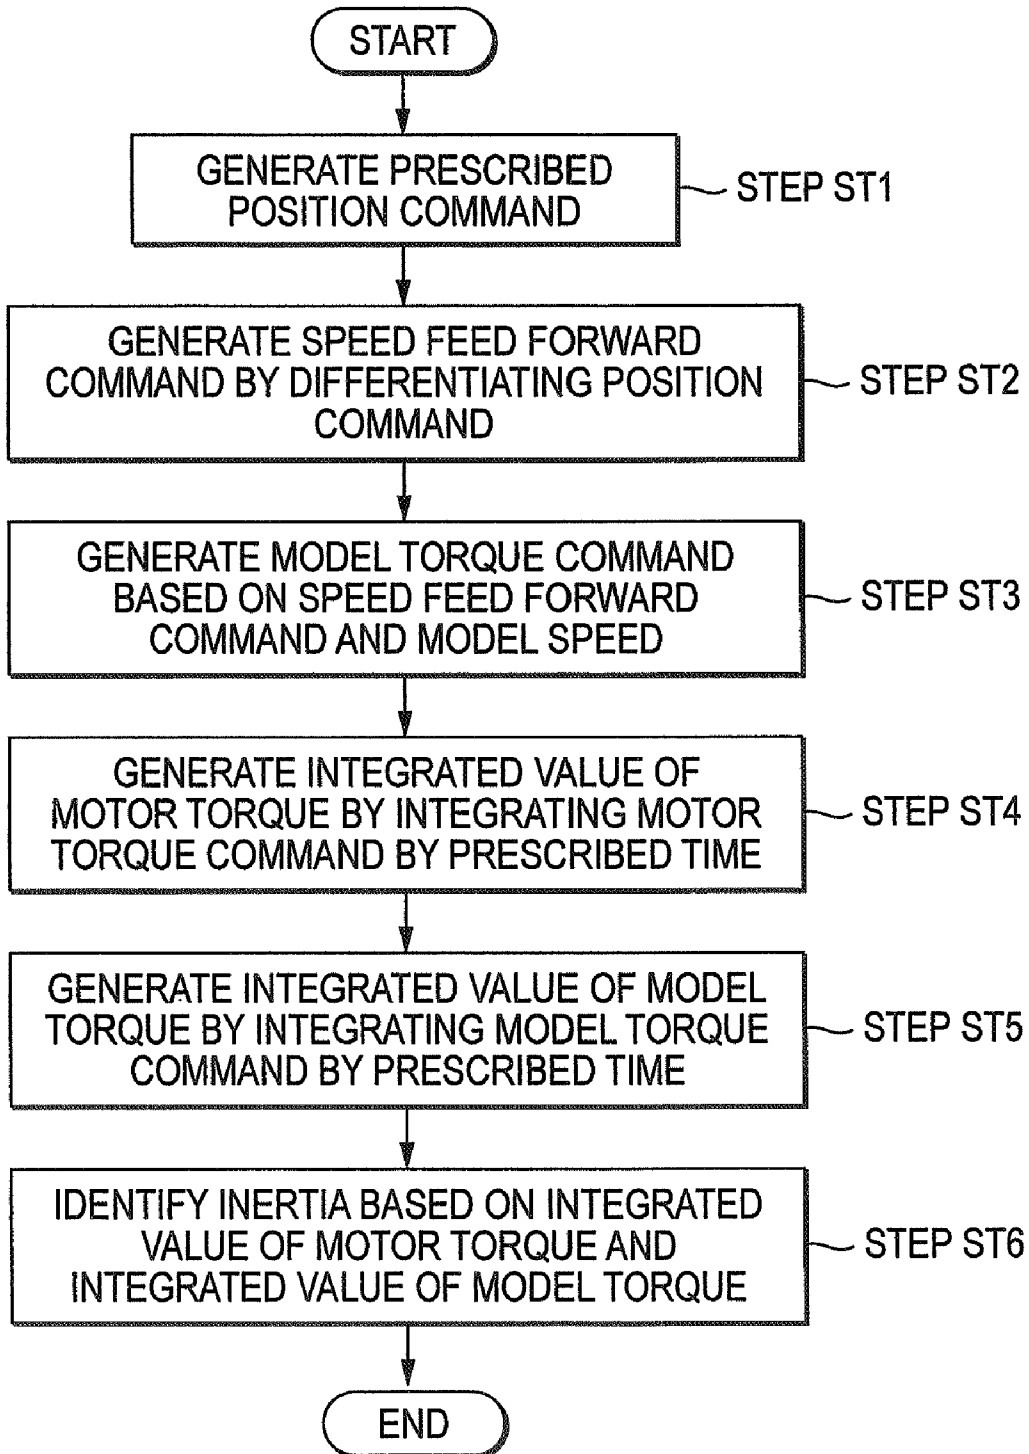 START
GENERATE PRESCRIBED
POSITION COMMAND
STEP ST1
GENERATE SPEED FEED FORWARD
COMMAND BY DIFFERENTIATING POSITION
COMMAND
STEP ST2
GENERATE MODEL TORQUE COMMAND
BASED ON SPEED FEED FORWARD
COMMAND AND MODEL SPEED
STEP ST3
GENERATE INTEGRATED VALUE OF
MOTOR TORQUE BY INTEGRATING MOTOR
TORQUE COMMAND BY PRESCRIBED TIME
STEP ST4
GENERATE INTEGRATED VALUE OF MODEL
TORQUE BY INTEGRATING MODEL TORQUE
COMMAND BY PRESCRIBED TIME
STEP ST5
IDENTIFY INERTIA BASED ON INTEGRATED
VALUE OF MOTOR TORQUE AND
INTEGRATED VALUE OF MODEL TORQUE
STEP ST6
END